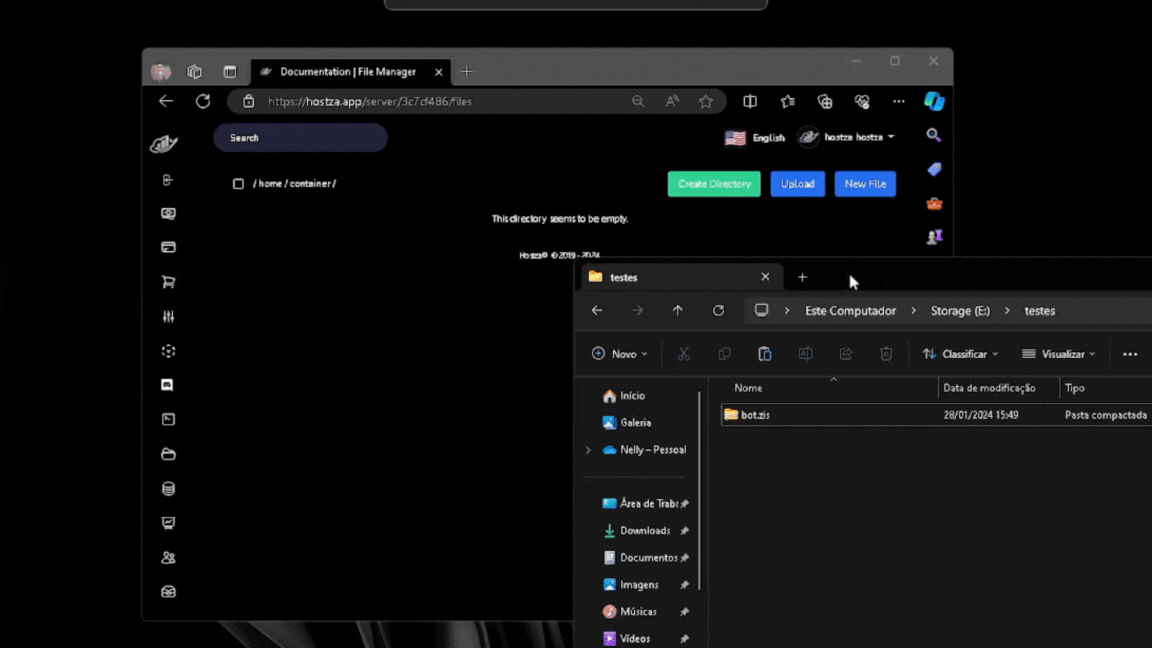 Documentation | File Manager
https://hostza.app/server/3c7cf486/files
Search
English
hostza hostza
/ home / container /
Create Directory
Upload
New File
This directory seems to be empty.
Hostza® © 2019 - 2024
testes
Este Computador > Storage (E:) > testes
Novo
Classificar
Visualizar
Nome
Data de modificação
Tipo
Início
bot.zis
28/01/2024 15:49
Pasta compactada
Galeria
Nelly – Pessoal
Área de Trab
Downloads
Documentos
Imagens
Músicas
Vídeos